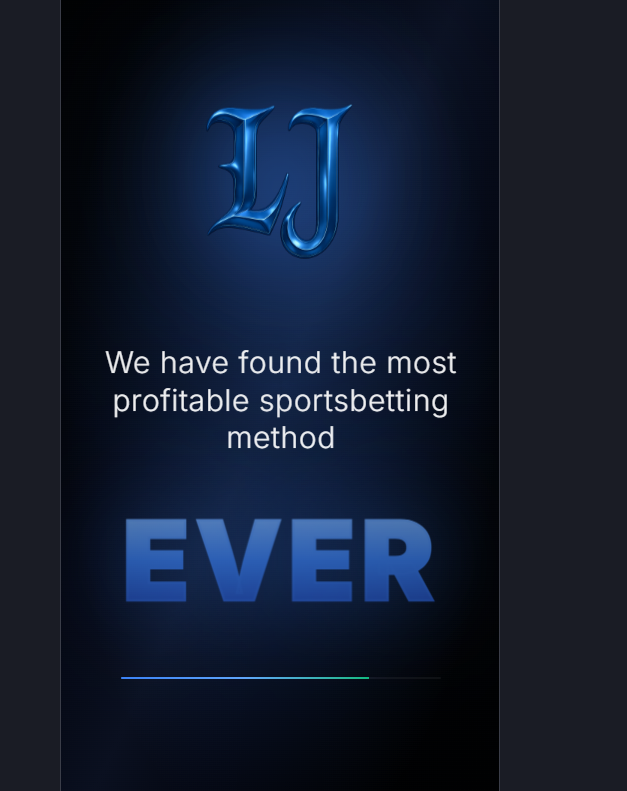 LJ
We have found the most
profitable sportsbetting
method
EVER